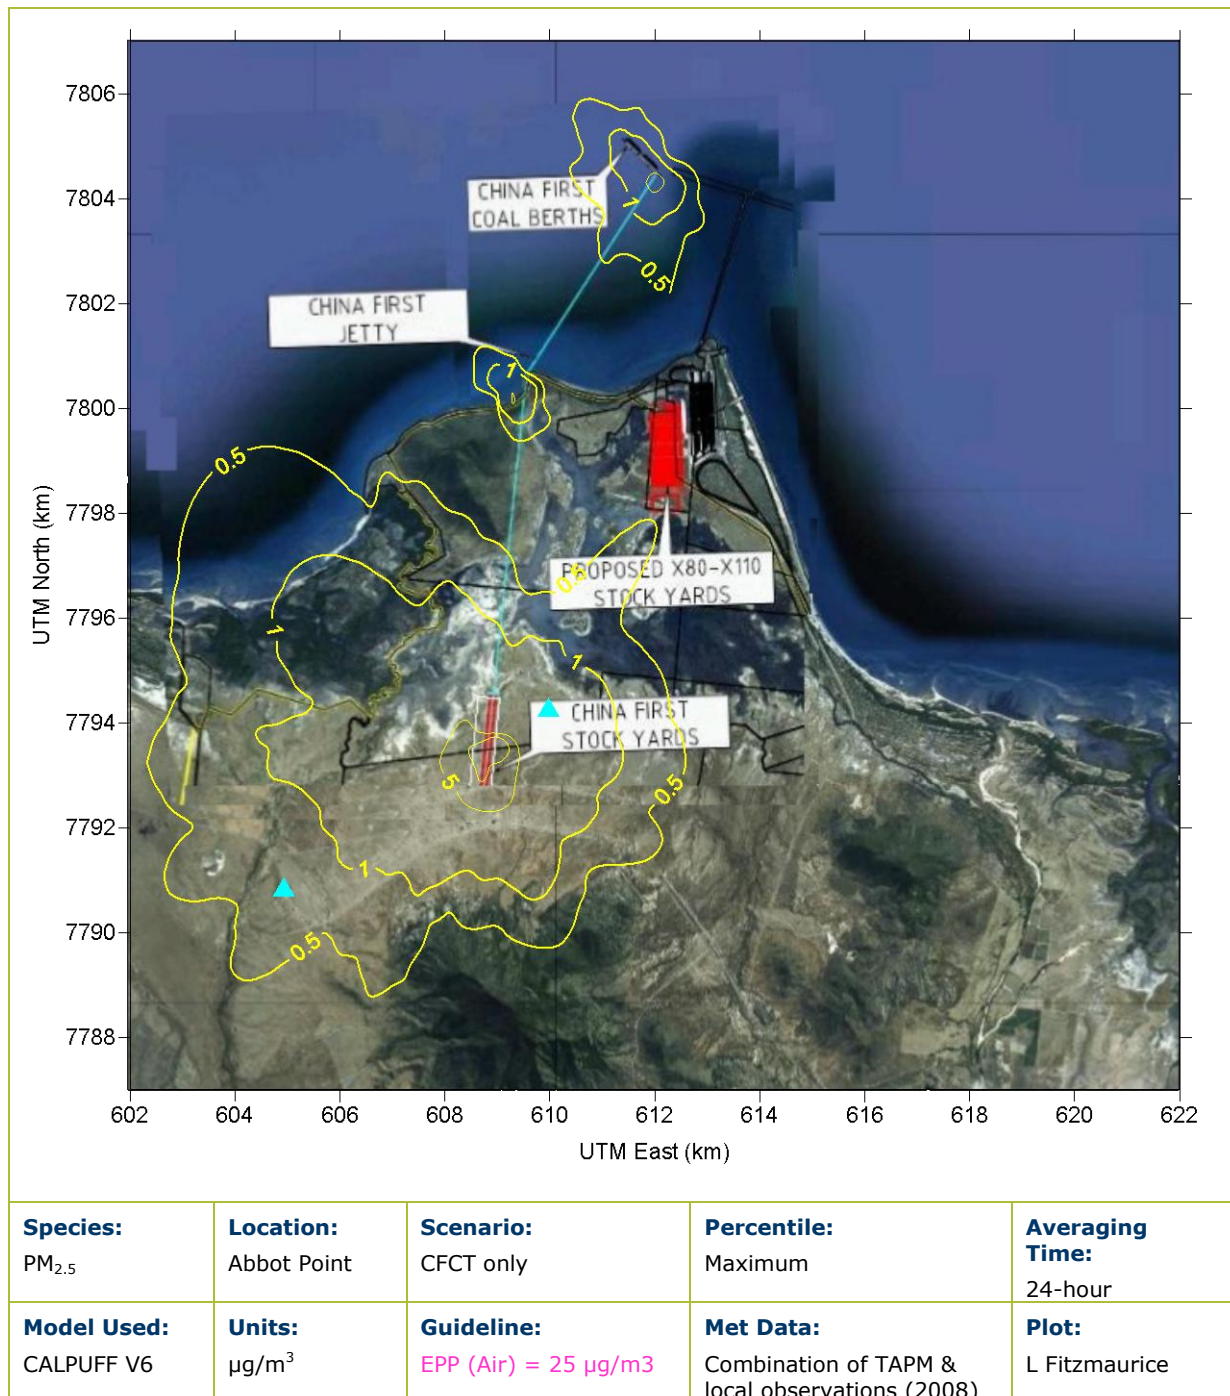 7806
7804
7802
7800
7798
7796
7794
7792
7790
7788
UTM North (km)
CHINA FIRST
COAL BERTHS
1
0.5
CHINA FIRST
JETTY
1
0.5
PROPOSED X80-X110
STOCK YARDS
0.5
1
1
CHINA FIRST
STOCK YARDS
5
0.5
1
0.5
602
604
606
608
610
612
614
616
618
620
622
UTM East (km)
Species:
PM2.5
Location:
Abbot Point
Scenario:
CFCT only
Percentile:
Maximum
Averaging
Time:
24-hour
Model Used:
CALPUFF V6
Units:
µg/m³
Guideline:
EPP (Air) = 25 µg/m3
Met Data:
Combination of TAPM &
local observations (2008)
Plot:
L Fitzmaurice